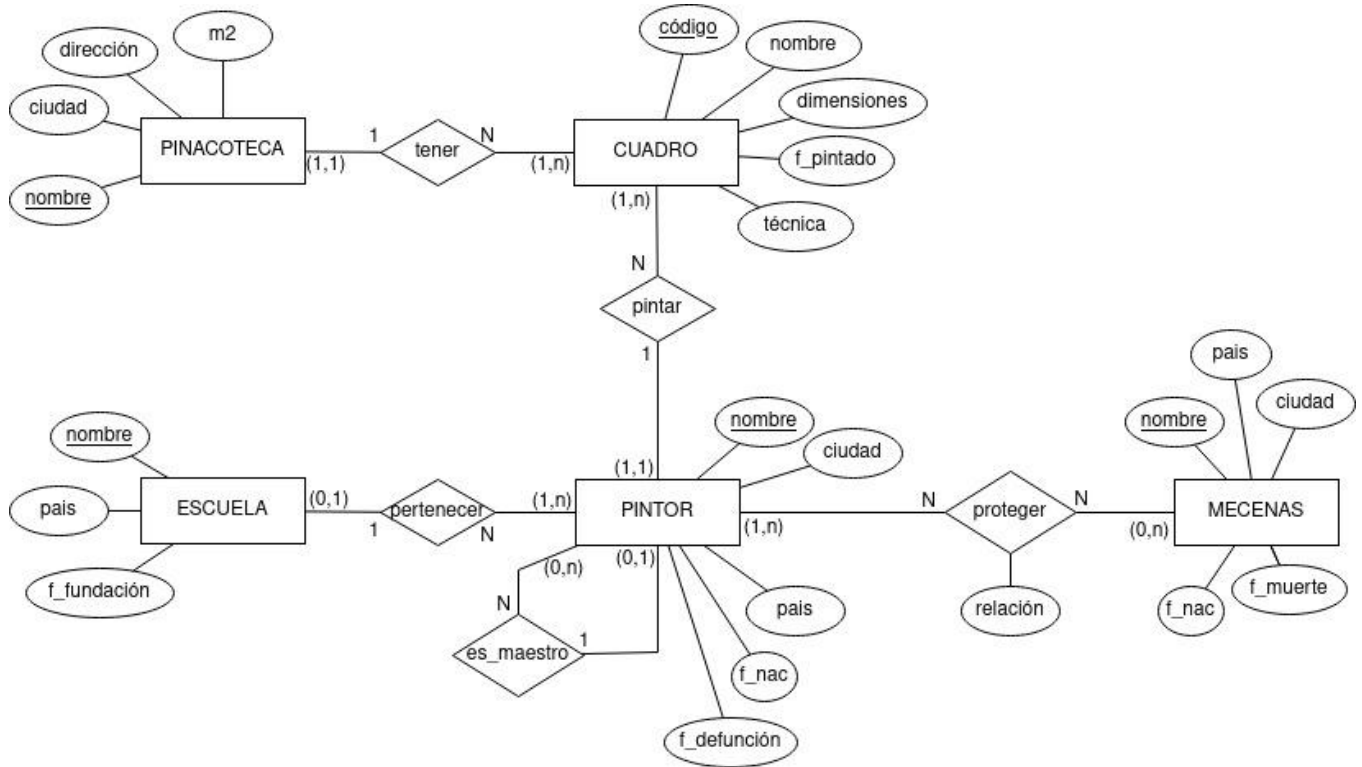 m2
código
dirección
nombre
ciudad
dimensiones
PINACOTECA
1
tener
N
CUADRO
f_pintado
(1,1)
(1,n)
nombre
(1,n)
técnica
N
pintar
1
pais
nombre
ciudad
nombre
nombre
ciudad
(1,1)
pais
ESCUELA
(0,1)
1
pertenecer
N
(1,n)
PINTOR
(1,n)
N
proteger
N
(0,n)
MECENAS
f_fundación
(0,n)
(0,1)
N
es_maestro
1
pais
relación
f_nac
f_muerte
f_nac
f_defunción